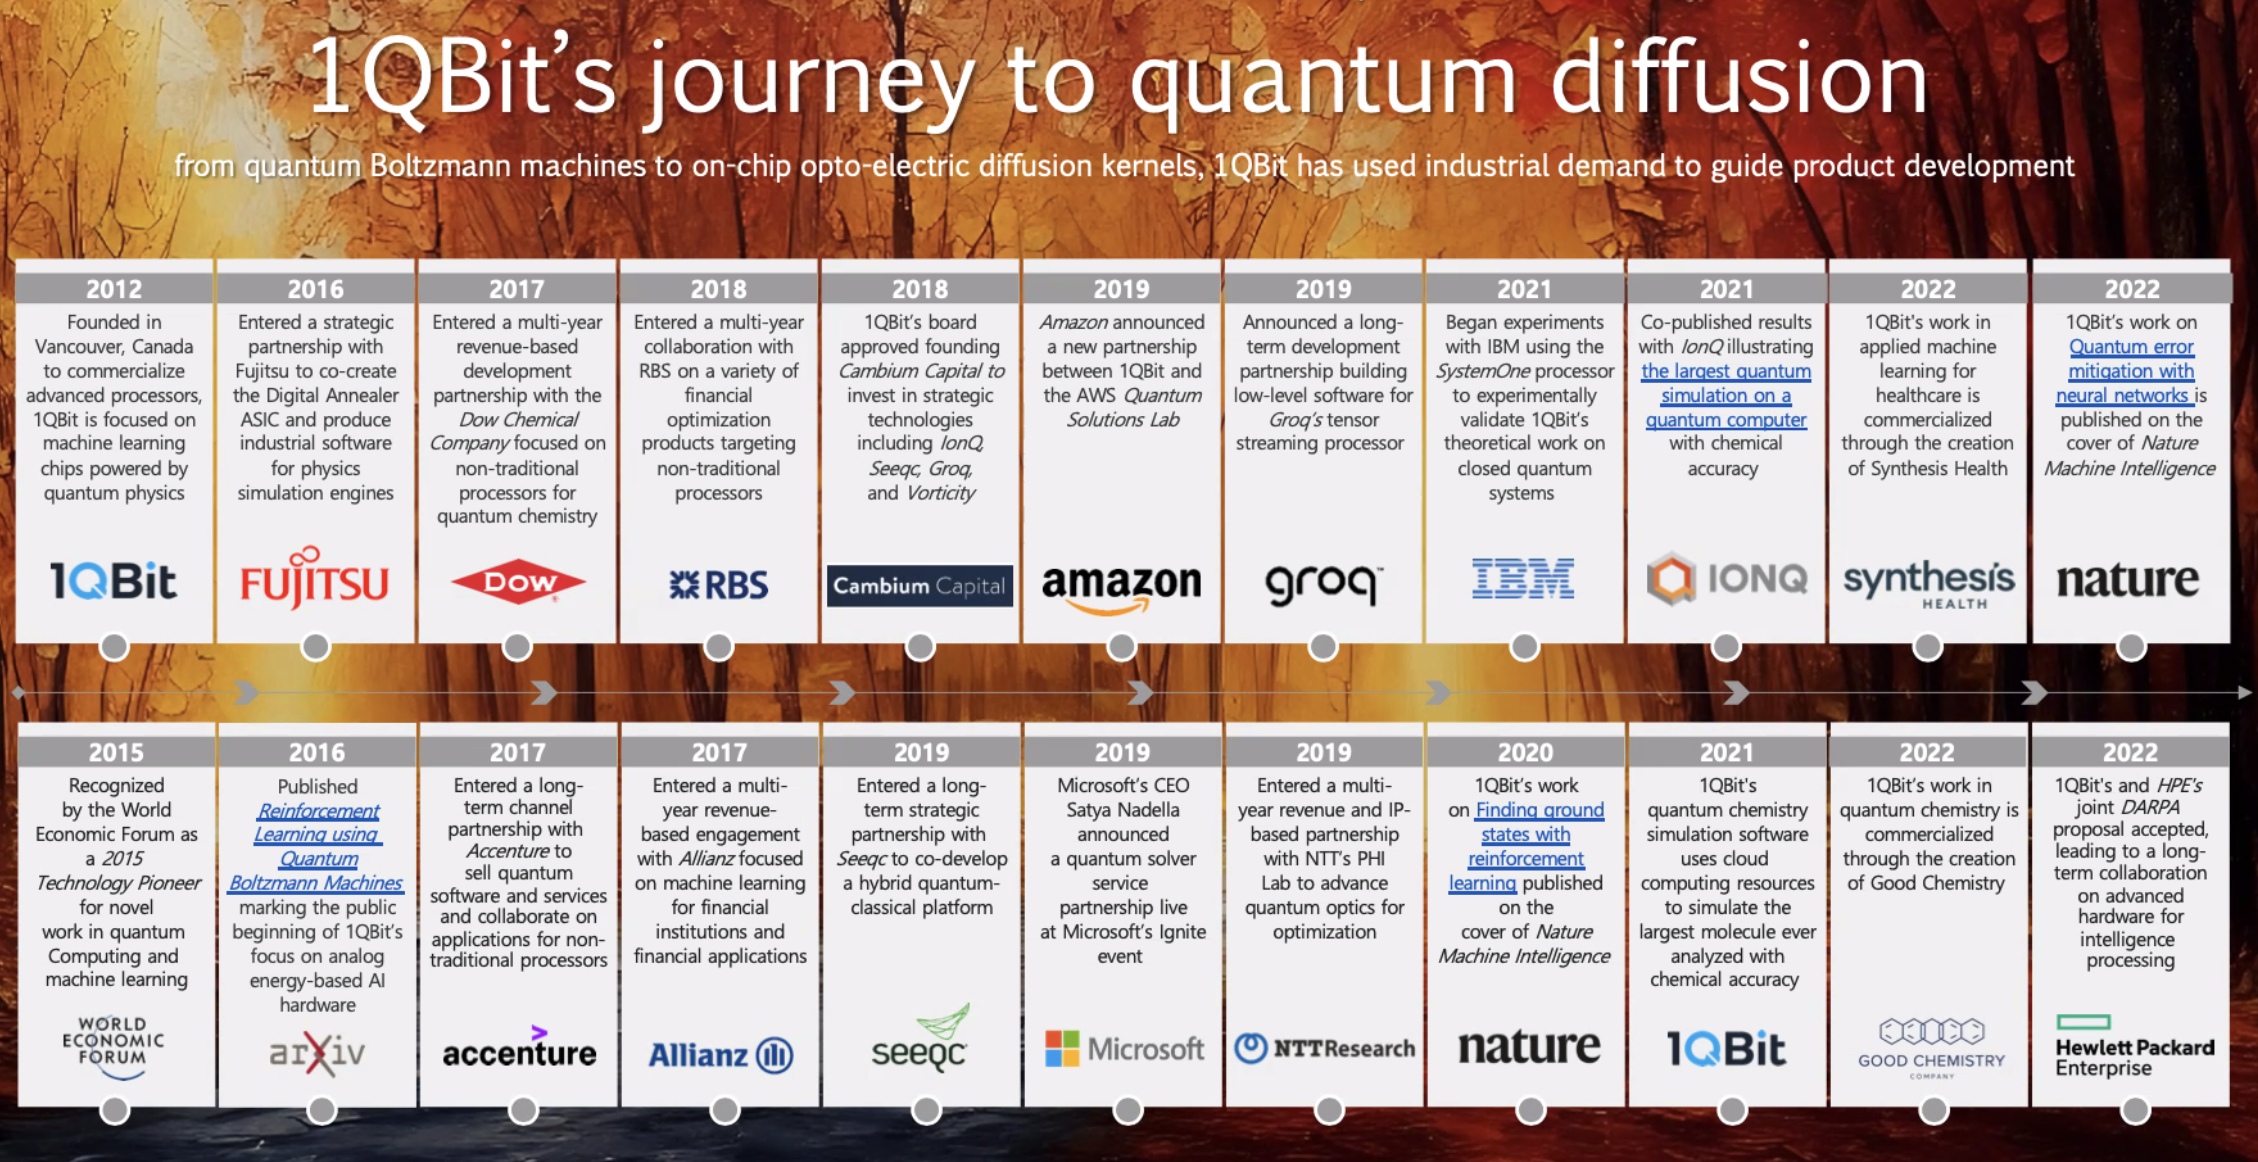 1QBit's journey to quantum diffusion
from quantum Boltzmann machines to on-chip opto-electric diffusion kernels, 1QBit has used industrial demand to guide product development
2012
Founded in
Vancouver, Canada
to commercialize
advanced processors,
1QBit is focused on
machine learning
chips powered by
quantum physics
1QBit
2016
Entered a strategic
partnership with
Fujitsu to co-create
the Digital Annealer
ASIC and produce
industrial software
for physics
simulation engines
FUJITSU
2017
Entered a multi-year
revenue-based
development
partnership with the
Dow Chemical
Company focused on
non-traditional
processors for
quantum chemistry
DOW
2018
Entered a multi-year
collaboration with
RBS on a variety of
financial
optimization
products targeting
non-traditional
processors
RBS
2018
1QBit's board
approved founding
Cambium Capital to
invest in strategic
technologies
including IonQ,
Seeqc, Groq,
and Vorticity
Cambium Capital
2019
Amazon announced
a new partnership
between 1QBit and
the AWS Quantum
Solutions Lab
amazon
2019
Announced a long-
term development
partnership building
low-level software for
Groq's tensor
streaming processor
groq™
2021
Began experiments
with IBM using the
SystemOne processor
to experimentally
validate 1QBit's
theoretical work on
closed quantum
systems
IBM
2021
Co-published results
with IonQ illustrating
the largest quantum
simulation on a
quantum computer
with chemical
accuracy
IONQ
2022
1QBit's work in
applied machine
learning for
healthcare is
commercialized
through the creation
of Synthesis Health
synthesis
HEALTH
2022
1QBit's work on
Quantum error
mitigation with
neural networks is
published on the
cover of Nature
Machine Intelligence
nature
2015
Recognized
by the World
Economic Forum as
a 2015
Technology Pioneer
for novel
work in quantum
Computing and
machine learning
WORLD
ECONOMIC
FORUM
2016
Published
Reinforcement
Learning using
Quantum
Boltzmann Machines
marking the public
beginning of 1QBit's
focus on analog
energy-based AI
hardware
arXiv
2017
Entered a long-
term channel
partnership with
Accenture to
sell quantum
software and services
and collaborate on
applications for non-
traditional processors
accenture
2017
Entered a multi-
year revenue-
based engagement
with Allianz focused
on machine learning
for financial
institutions and
financial applications
Allianz
2019
Entered a long-
term strategic
partnership with
Seeqc to co-develop
a hybrid quantum-
classical platform
seeqc
2019
Microsoft's CEO
Satya Nadella
announced
a quantum solver
service
partnership live
at Microsoft's Ignite
event
Microsoft
2019
Entered a multi-
year revenue and IP-
based partnership
with NTT's PHI
Lab to advance
quantum optics for
optimization
NTTResearch
2020
1QBit's work
on Finding ground
states with
reinforcement
learning published
on the
cover of Nature
Machine Intelligence
nature
2021
1QBit's
quantum chemistry
simulation software
uses cloud
computing resources
to simulate the
largest molecule ever
analyzed with
chemical accuracy
1QBit
2022
1QBit's work in
quantum chemistry is
commercialized
through the creation
of Good Chemistry
GOOD CHEMISTRY
COMPANY
2022
1QBit's and HPE's
joint DARPA
proposal accepted,
leading to a long-
term collaboration
on advanced
hardware for
intelligence
processing
Hewlett Packard
Enterprise